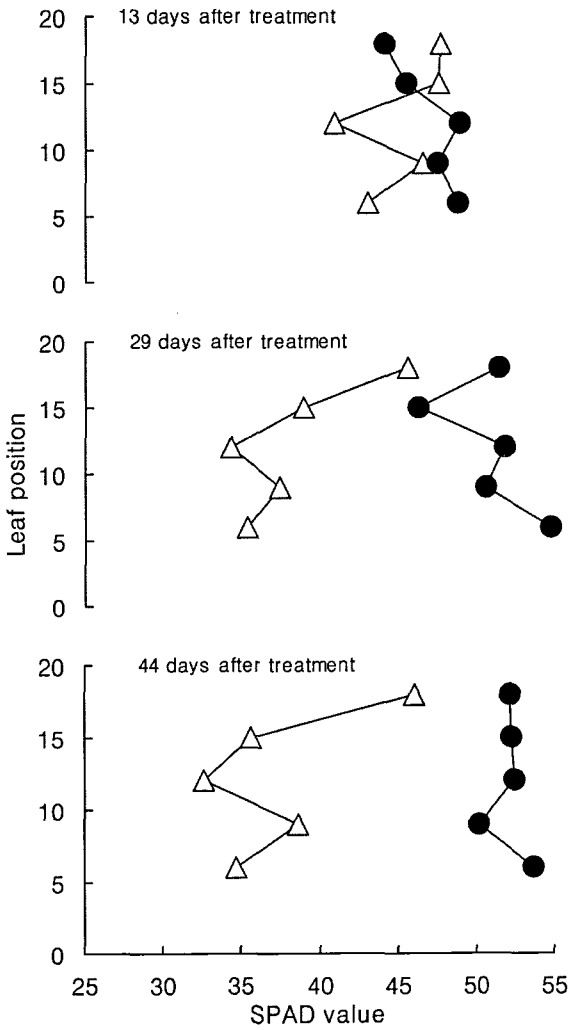 13 days after treatment
20
15
10
5
0
29 days after treatment
20
15
10
5
0
Leaf position
44 days after treatment
20
15
10
5
0
25 30 35 40 45 50 55
SPAD value